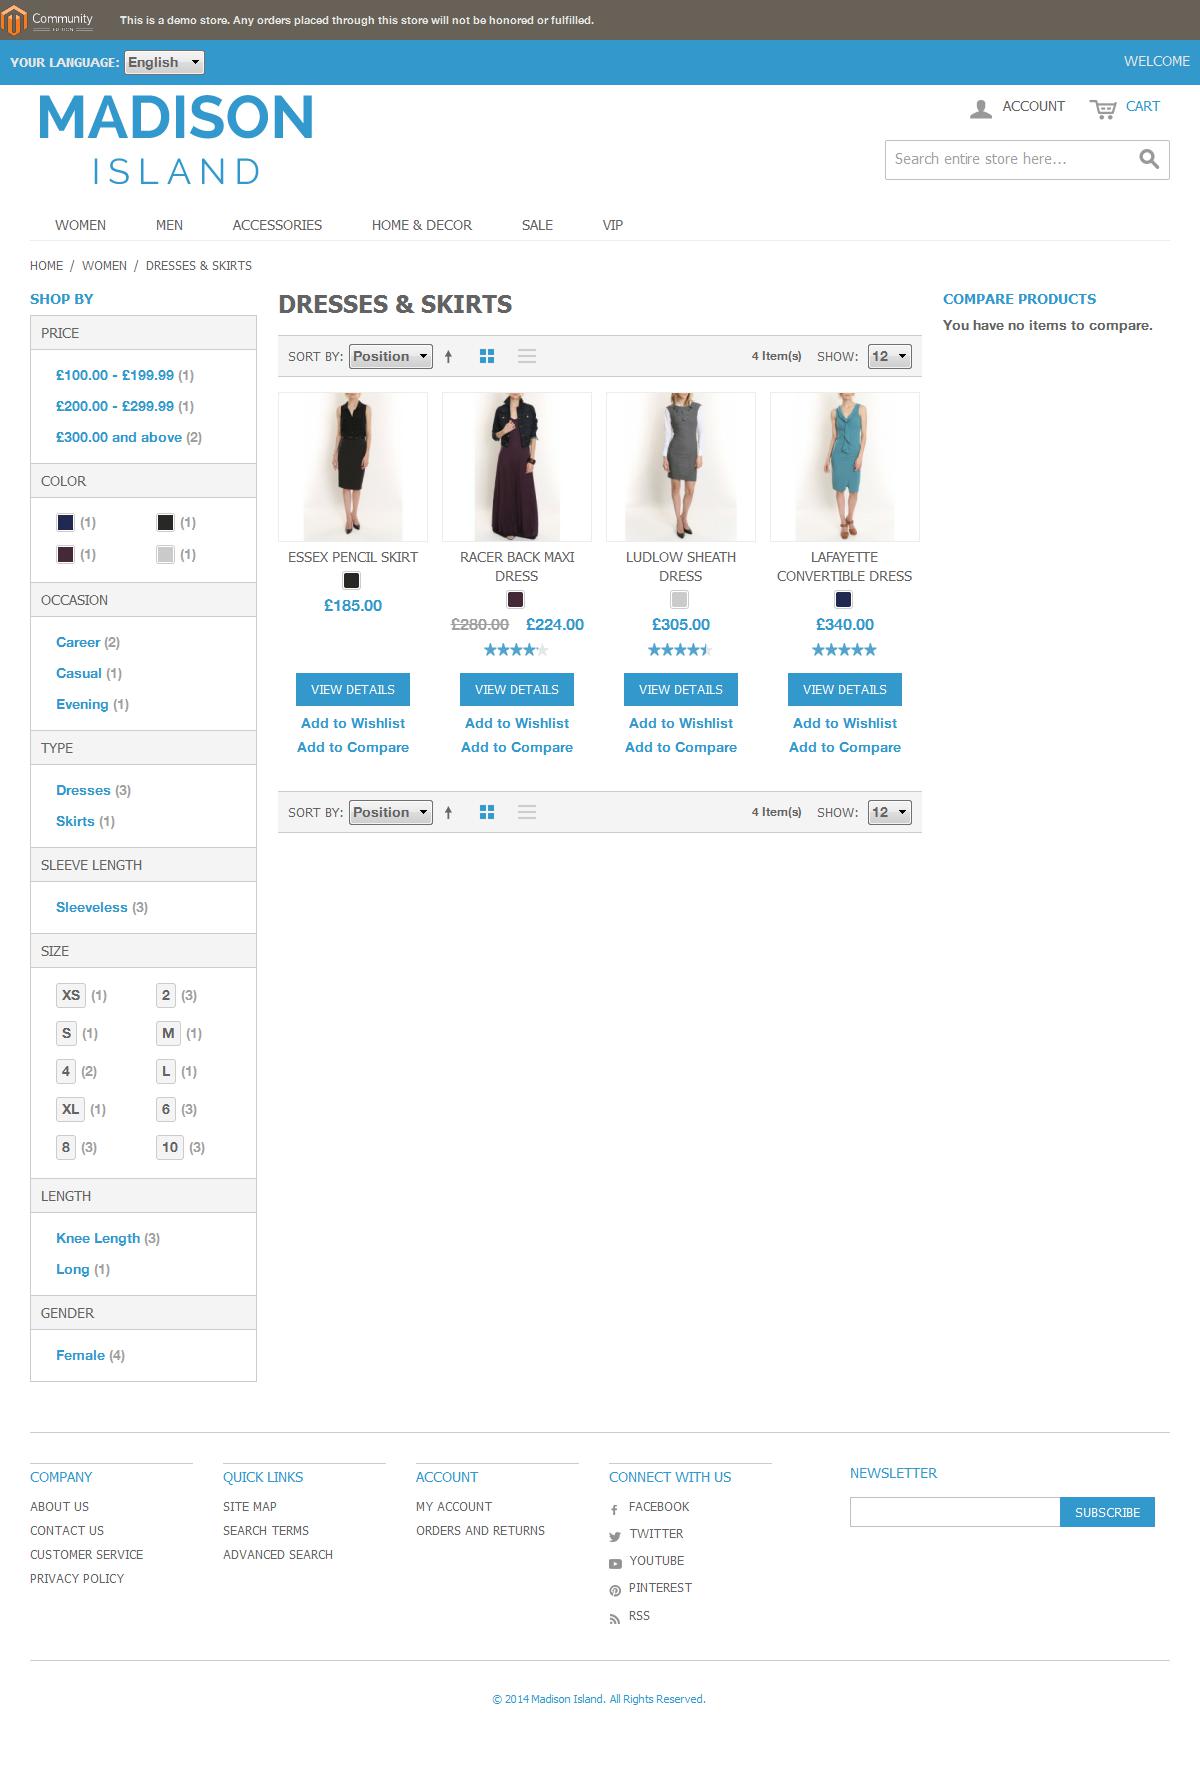 Community
EDITION
This is a demo store. Any orders placed through this store will not be honored or fulfilled.
YOUR LANGUAGE: English
WELCOME
MADISON
ISLAND
ACCOUNT
CART
Search entire store here...
WOMEN MEN ACCESSORIES HOME & DECOR SALE VIP
HOME / WOMEN / DRESSES & SKIRTS
SHOP BY
PRICE
£100.00 - £199.99 (1)
£200.00 - £299.99 (1)
£300.00 and above (2)
COLOR
(1) (1)
(1) (1)
OCCASION
Career (2)
Casual (1)
Evening (1)
TYPE
Dresses (3)
Skirts (1)
SLEEVE LENGTH
Sleeveless (3)
SIZE
XS (1) 2 (3)
S (1) M (1)
4 (2) L (1)
XL (1) 6 (3)
8 (3) 10 (3)
LENGTH
Knee Length (3)
Long (1)
GENDER
Female (4)
DRESSES & SKIRTS
SORT BY: Position 4 Item(s) SHOW: 12
ESSEX PENCIL SKIRT
£185.00
VIEW DETAILS
Add to Wishlist
Add to Compare
RACER BACK MAXI
DRESS
£280.00 £224.00
VIEW DETAILS
Add to Wishlist
Add to Compare
LUDLOW SHEATH
DRESS
£305.00
VIEW DETAILS
Add to Wishlist
Add to Compare
LAFAYETTE
CONVERTIBLE DRESS
£340.00
VIEW DETAILS
Add to Wishlist
Add to Compare
SORT BY: Position 4 Item(s) SHOW: 12
COMPARE PRODUCTS
You have no items to compare.
COMPANY
ABOUT US
CONTACT US
CUSTOMER SERVICE
PRIVACY POLICY
QUICK LINKS
SITE MAP
SEARCH TERMS
ADVANCED SEARCH
ACCOUNT
MY ACCOUNT
ORDERS AND RETURNS
CONNECT WITH US
FACEBOOK
TWITTER
YOUTUBE
PINTEREST
RSS
NEWSLETTER
SUBSCRIBE
© 2014 Madison Island. All Rights Reserved.